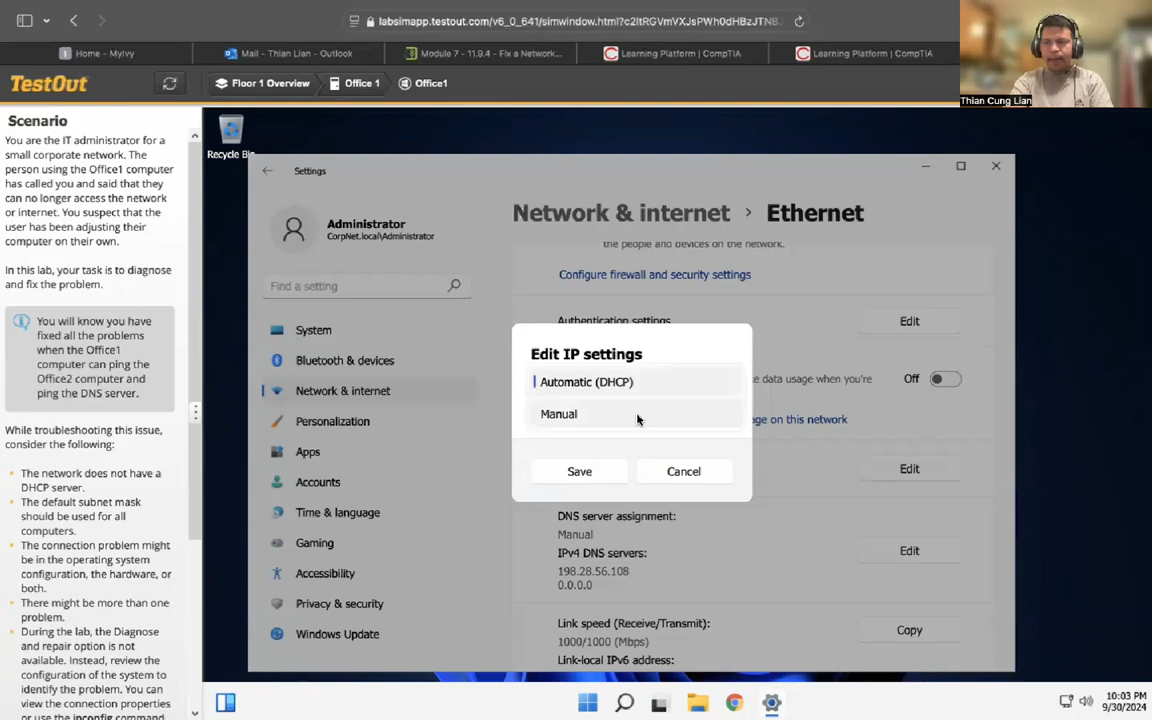 labsimapp.testout.com/v6_0_641/simwindow.html?c2ltRGVmVXJsPWh0dHBzJTNB...
Home - MyIvy
Mail - Thian Lian - Outlook
Module 7 - 11.9.4 - Fix a Network...
Learning Platform | CompTIA
Learning Platform | CompTIA
TestOut
Floor 1 Overview
Office 1
Office1
Thian Cung Lian
Scenario
You are the IT administrator for a
small corporate network. The
person using the Office1 computer
has called you and said that they
can no longer access the network
or internet. You suspect that the
user has been adjusting their
computer on their own.
In this lab, your task is to diagnose
and fix the problem.
You will know you have
fixed all the problems
when the Office1
computer can ping the
Office2 computer and
ping the DNS server.
While troubleshooting this issue,
consider the following:
The network does not have a
DHCP server.
The default subnet mask
should be used for all
computers.
The connection problem might
be in the operating system
configuration, the hardware, or
both.
There might be more than one
problem.
During the lab, the Diagnose
and repair option is not
available. Instead, review the
configuration of the system to
identify the problem. You can
view the connection properties
or use the ipconfig command
Recycle Bin
Settings
Administrator
CorpNet.local\Administrator
Find a setting
System
Bluetooth & devices
Network & internet
Personalization
Apps
Accounts
Time & language
Gaming
Accessibility
Privacy & security
Windows Update
Network & internet > Ethernet
the people and devices on the network.
Configure firewall and security settings
Authentication settings
Edit
e data usage when you're
Off
ge on this network
Edit IP settings
Automatic (DHCP)
Manual
Save
Cancel
Edit
DNS server assignment:
Manual
Edit
IPv4 DNS servers:
198.28.56.108
0.0.0.0
Link speed (Receive/Transmit):
Copy
1000/1000 (Mbps)
Link-local IPv6 address:
10:03 PM
9/30/2024